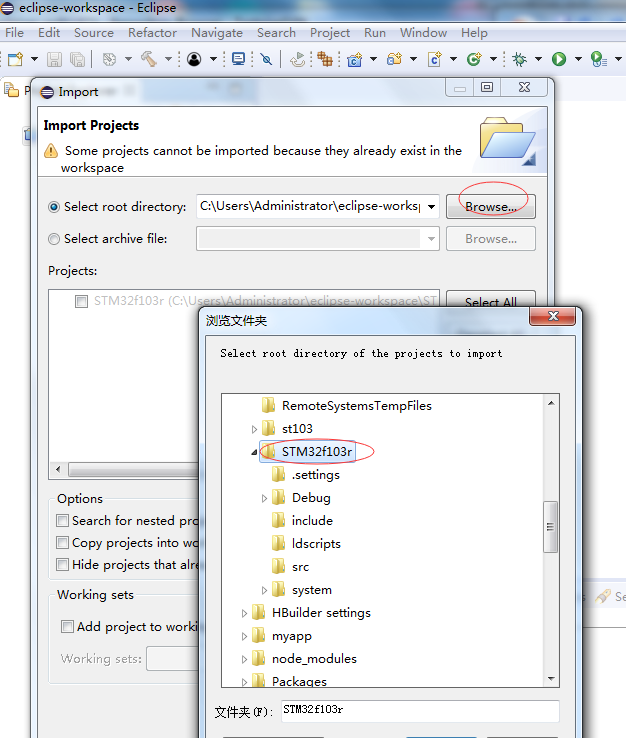 eclipse-workspace - Eclipse
File Edit Source Refactor Navigate Search Project Run Window Help
Import
Import Projects
Some projects cannot be imported because they already exist in the
workspace
Select root directory: C:\Users\Administrator\eclipse-worksp Browse...
Select archive file: Browse...
Projects:
STM32f103r (C:\Users\Administrator\eclipse-workspace\ST Select All
浏览文件夹
Select root directory of the projects to import
RemoteSystemsTempFiles
st103
STM32f103r
.settings
Debug
include
ldscripts
src
system
HBuilder settings
myapp
node_modules
Packages
文件夹(F): STM32f103r
Options
Search for nested pro
Copy projects into wo
Hide projects that alre
Working sets
Add project to worki
Working sets: